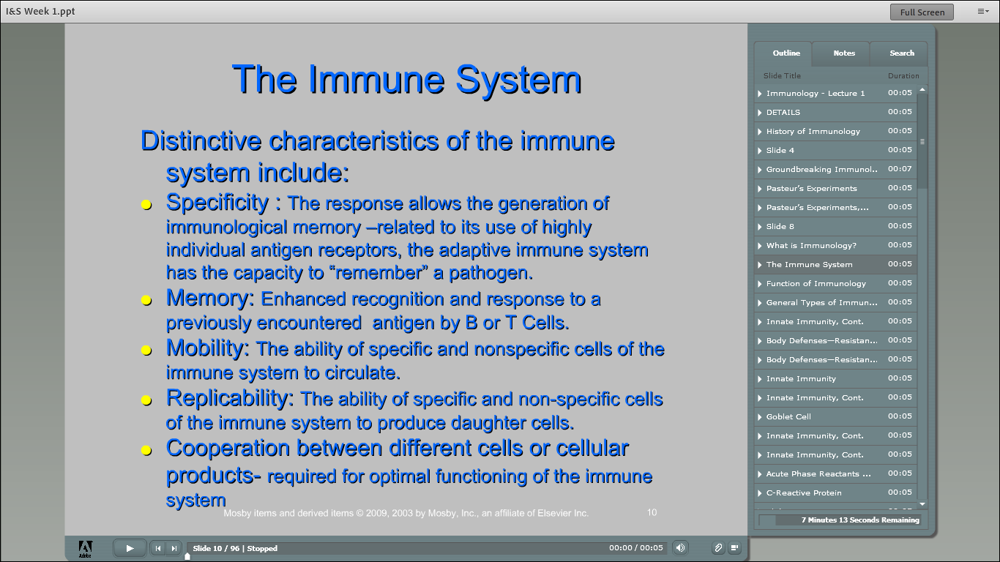 I&S Week 1.ppt
Full Screen
The Immune System
Distinctive characteristics of the immune
system include:
Specificity : The response allows the generation of
immunological memory –related to its use of highly
individual antigen receptors, the adaptive immune system
has the capacity to “remember” a pathogen.
Memory: Enhanced recognition and response to a
previously encountered  antigen by B or T Cells.
Mobility: The ability of specific and nonspecific cells of the
immune system to circulate.
Replicability: The ability of specific and non-specific cells
of the immune system to produce daughter cells.
Cooperation between different cells or cellular
products- required for optimal functioning of the immune
system
Mosby items and derived items © 2009, 2003 by Mosby, Inc., an affiliate of Elsevier Inc.
10
Outline Notes Search
Slide Title Duration
Immunology - Lecture 1 00:05
DETAILS 00:05
History of Immunology 00:05
Slide 4 00:05
Groundbreaking Immunol.. 00:07
Pasteur’s Experiments 00:05
Pasteur’s Experiments,... 00:05
Slide 8 00:05
What is Immunology? 00:05
The Immune System 00:05
Function of Immunology 00:05
General Types of Immun... 00:05
Innate Immunity, Cont. 00:05
Body Defenses—Resistan... 00:05
Body Defenses—Resistan... 00:05
Innate Immunity 00:05
Innate Immunity, Cont. 00:05
Goblet Cell 00:05
Innate Immunity, Cont. 00:05
Innate Immunity, Cont. 00:05
Acute Phase Reactants ... 00:05
C-Reactive Protein 00:05
7 Minutes 13 Seconds Remaining
Adobe
Slide 10 / 96 | Stopped
00:00 / 00:05